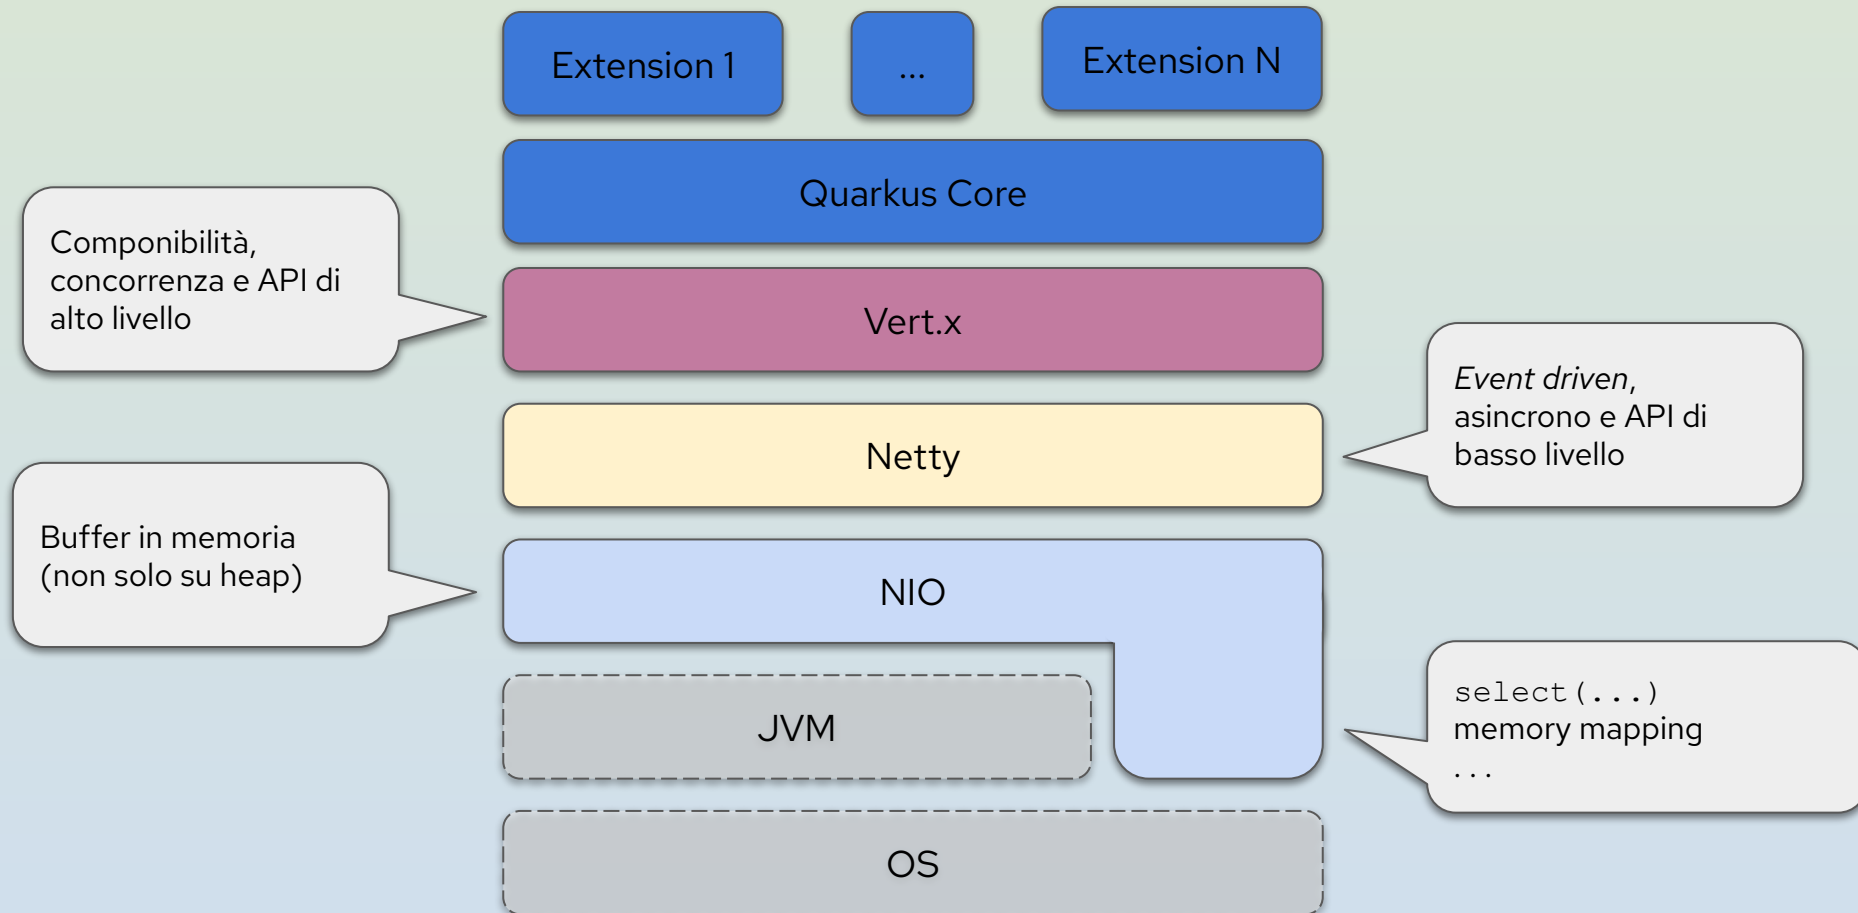 Extension 1
...
Extension N
Quarkus Core
Componibilità,
concorrenza e API di
alto livello
Vert.x
Event driven,
asincrono e API di
basso livello
Netty
Buffer in memoria
(non solo su heap)
NIO
select(...)
memory mapping
...
JVM
OS